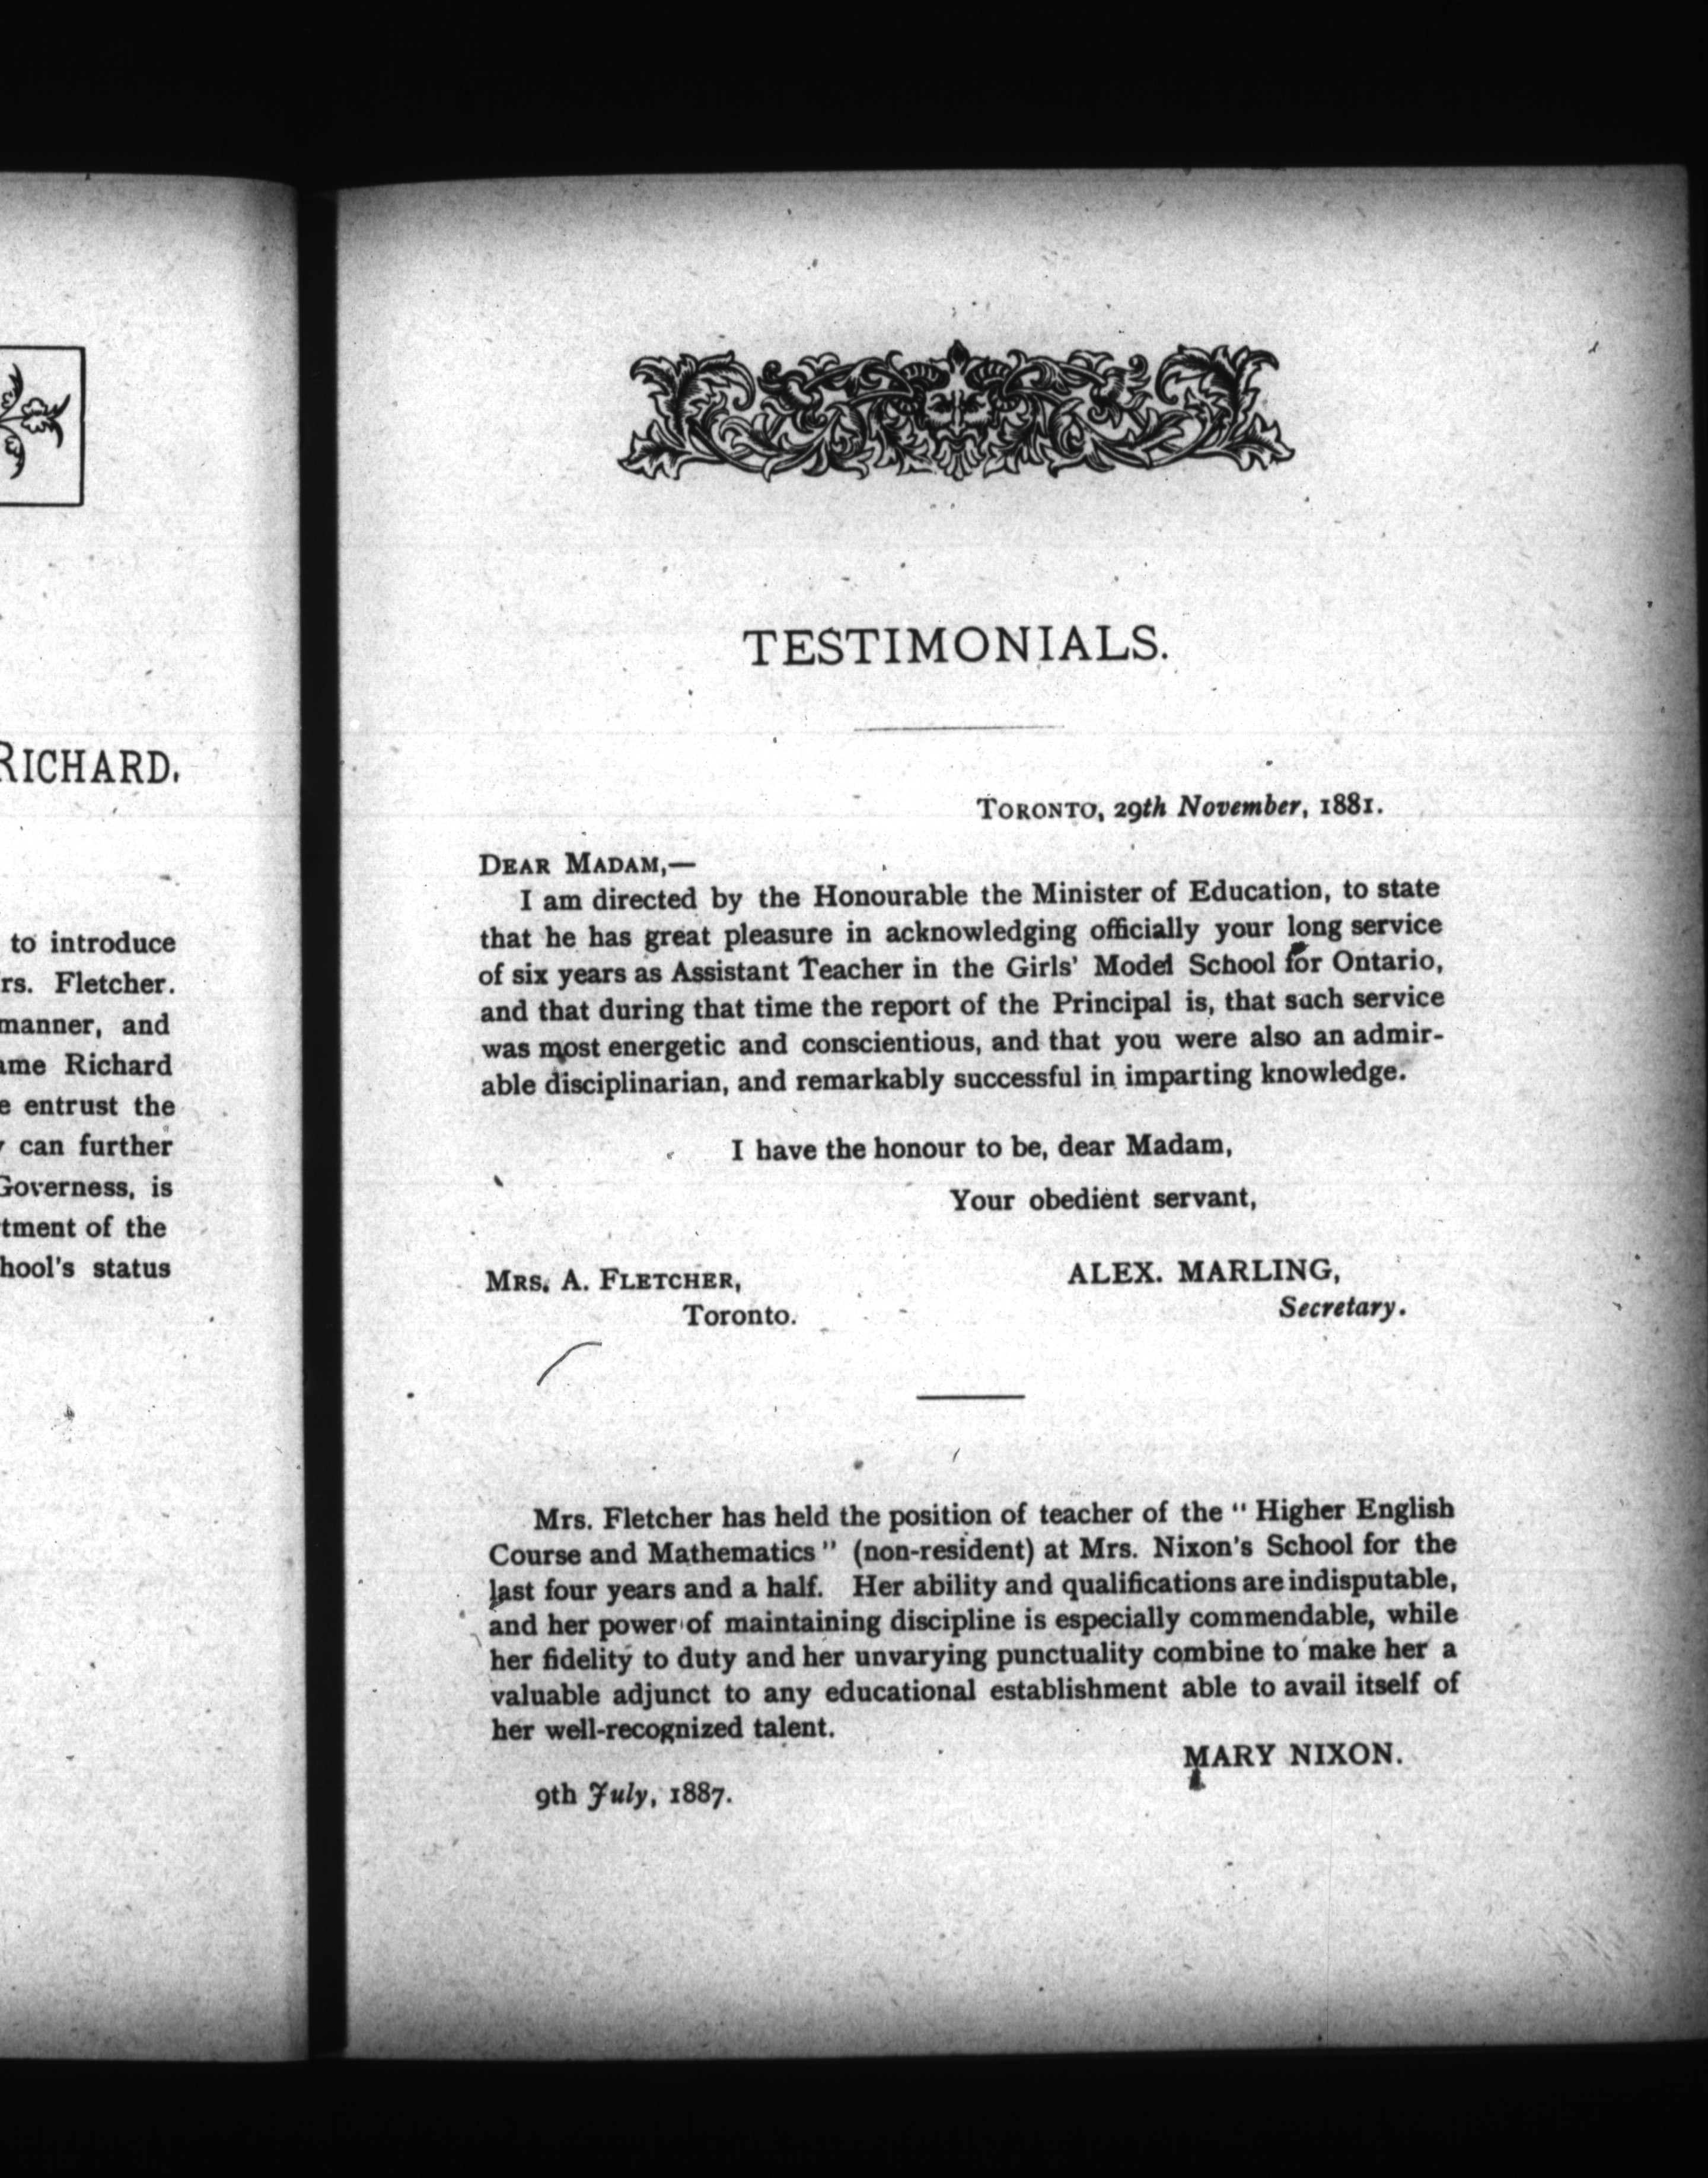 RICHARD.
to introduce
rs. Fletcher.
manner, and
ame Richard
e entrust the
y can further
Governess, is
tment of the
hool's status
TESTIMONIALS.
TORONTO, 29th November, 1881.
DEAR MADAM,—
I am directed by the Honourable the Minister of Education, to state
that he has great pleasure in acknowledging officially your long service
of six years as Assistant Teacher in the Girls' Model School for Ontario,
and that during that time the report of the Principal is, that such service
was most energetic and conscientious, and that you were also an admir-
able disciplinarian, and remarkably successful in imparting knowledge.
I have the honour to be, dear Madam,
Your obedient servant,
MRS. A. FLETCHER,
Toronto.
ALEX. MARLING,
Secretary.
Mrs. Fletcher has held the position of teacher of the "Higher English
Course and Mathematics" (non-resident) at Mrs. Nixon's School for the
last four years and a half. Her ability and qualifications are indisputable,
and her power of maintaining discipline is especially commendable, while
her fidelity to duty and her unvarying punctuality combine to make her a
valuable adjunct to any educational establishment able to avail itself of
her well-recognized talent.
MARY NIXON.
9th July, 1887.